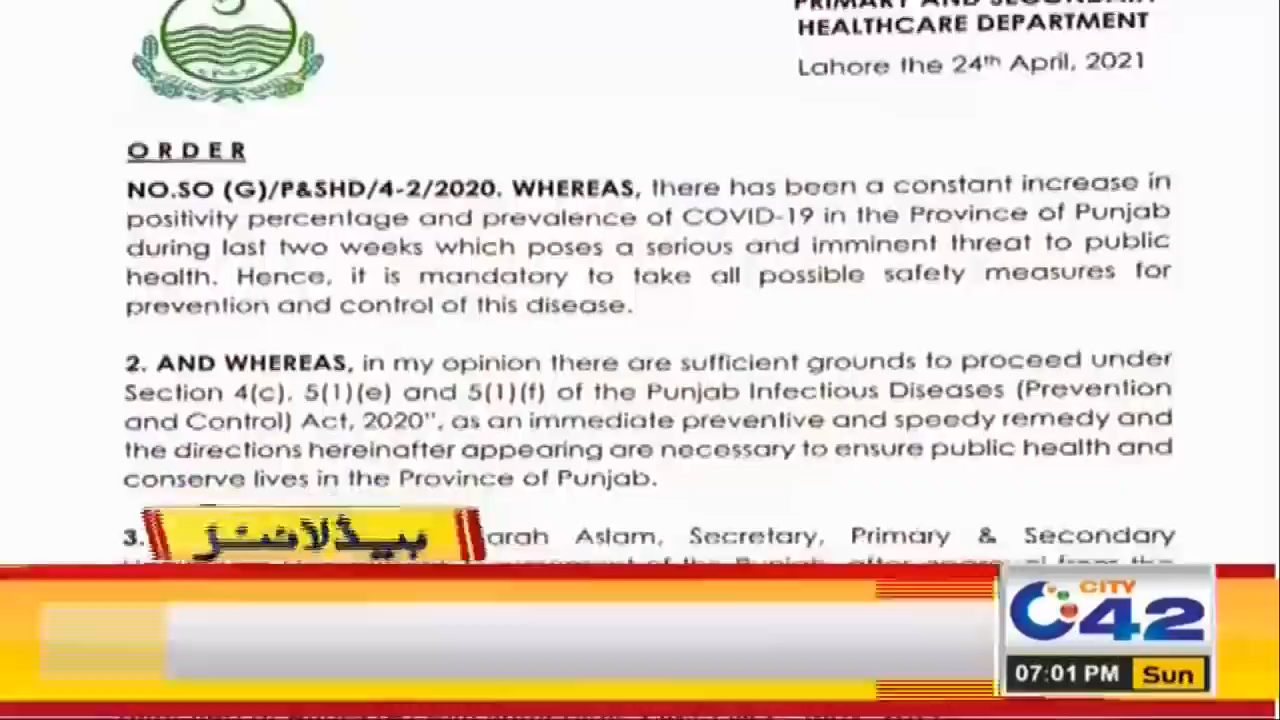 HEALTHCARE DEPARTMENT
Lahore the 24th April, 2021
ORDER
NO.SO (G)/P&SHD/4-2/2020. WHEREAS, there has been a constant increase in
positivity percentage and prevalence of COVID-19 in the Province of Punjab
during last two weeks which poses a serious and imminent threat to public
health. Hence, it is mandatory to take all possible safety measures for
prevention and control of this disease.
2. AND WHEREAS, in my opinion there are sufficient grounds to proceed under
Section 4(c), 5(1)(e) and 5(1)(f) of the Punjab Infectious Diseases (Prevention
and Control) Act, 2020", as an immediate preventive and speedy remedy and
the directions hereinafter appearing are necessary to ensure public health and
conserve lives in the Province of Punjab.
3. arah Aslam, Secretary, Primary & Secondary
ہیڈلائنز
CITY
42
07:01 PM Sun